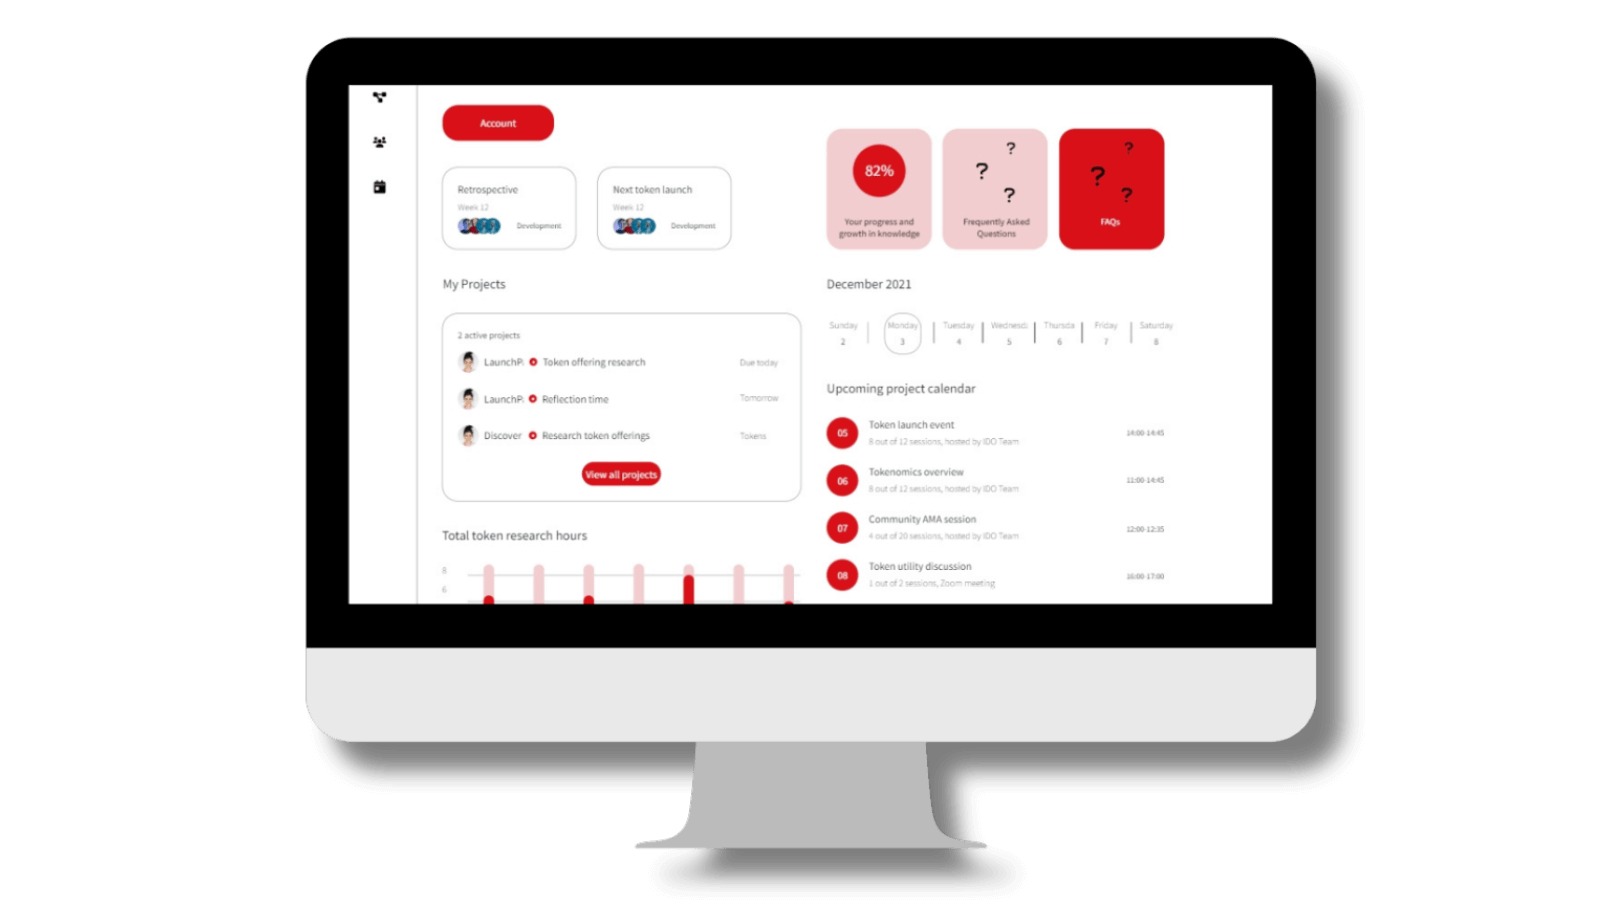 Account
Retrospective
Week 12
Development
Next token launch
Week 12
Development
My Projects
2 active projects
LaunchP. Token offering research Due today
LaunchP. Reflection time Tomorrow
Discover Research token offerings Tokens
View all projects
Total token research hours
8
6
82%
Your progress and
growth in knowledge
? ? ?
Frequently Asked
Questions
? ? ?
FAQs
December 2021
Sunday Monday Tuesday Wednesd. Thursda Friday Saturday
2 3 4 5 6 7 8
Upcoming project calendar
05 Token launch event
8 out of 12 sessions, hosted by IDO Team
14:00-14:45
06 Tokenomics overview
8 out of 12 sessions, hosted by IDO Team
11:00-14:45
07 Community AMA session
4 out of 20 sessions, hosted by IDO Team
12:00-12:35
08 Token utility discussion
1 out of 2 sessions, Zoom meeting
16:00-17:00